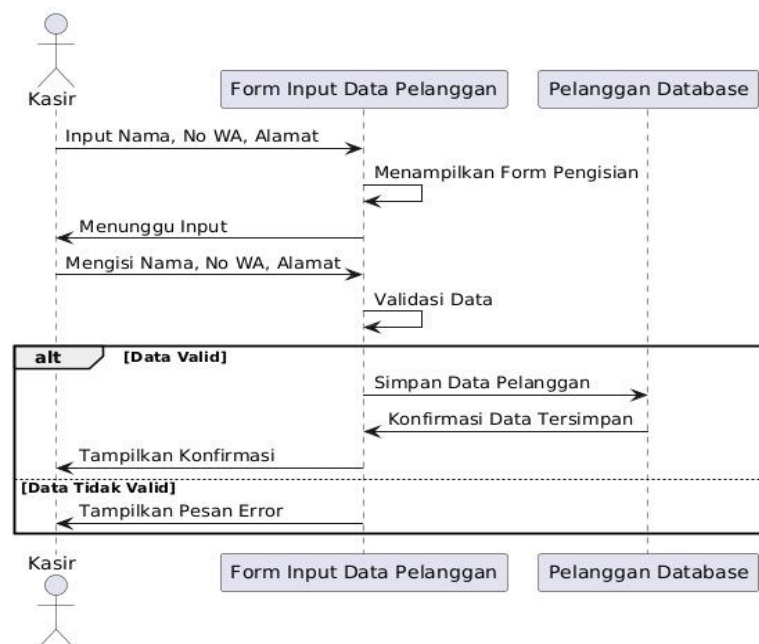 Kasir
Form Input Data Pelanggan
Pelanggan Database
Input Nama, No WA, Alamat
Menampilkan Form Pengisian
Menunggu Input
Mengisi Nama, No WA, Alamat
Validasi Data
alt [Data Valid]
Simpan Data Pelanggan
Konfirmasi Data Tersimpan
Tampilkan Konfirmasi
[Data Tidak Valid]
Tampilkan Pesan Error
Kasir
Form Input Data Pelanggan
Pelanggan Database